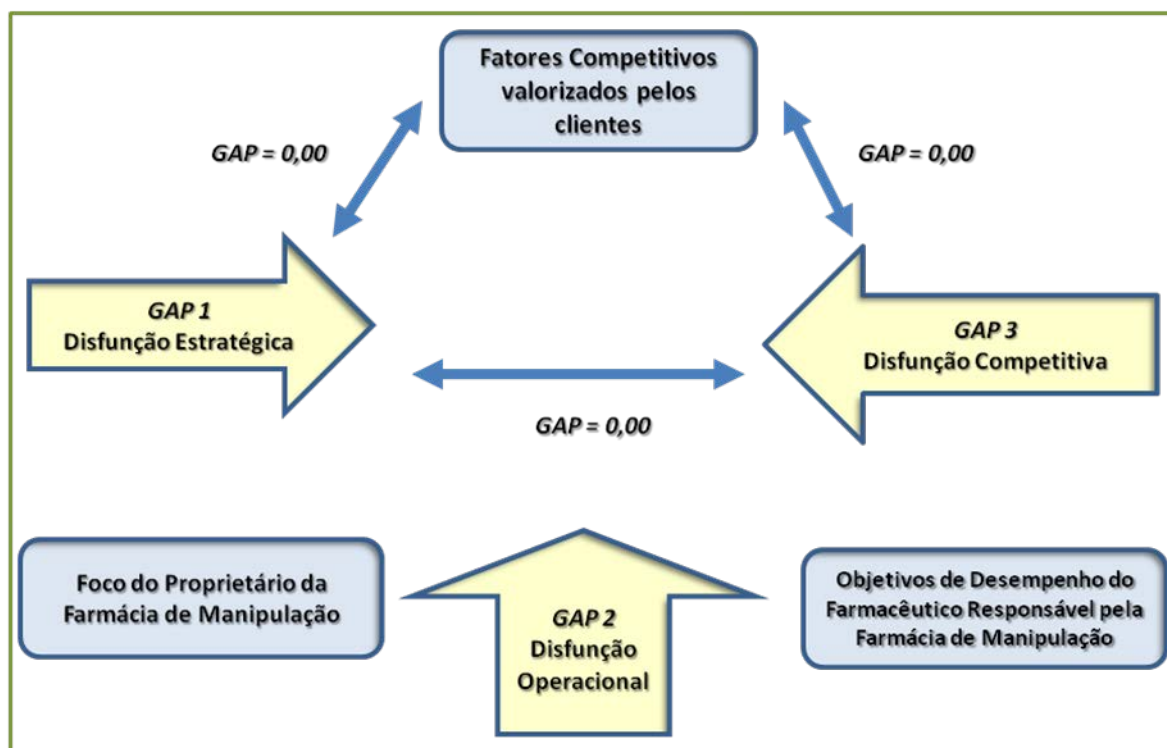 Fatores Competitivos
valorizados pelos
clientes
GAP = 0,00
GAP = 0,00
GAP 1
Disfunção Estratégica
GAP 3
Disfunção Competitiva
GAP = 0,00
Foco do Proprietário da
Farmácia de Manipulação
GAP 2
Disfunção
Operacional
Objetivos de Desempenho do
Farmacêutico Responsável pela
Farmácia de Manipulação